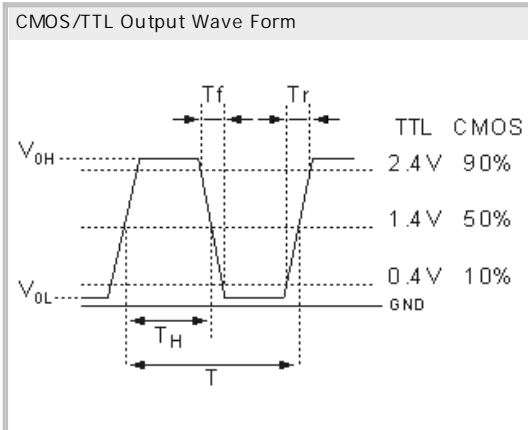 CMOS/TTL Output Wave Form
Tf Tr
TTL CMOS
V0H
2.4V 90%
1.4V 50%
0.4V 10%
V0L
GND
TH
T